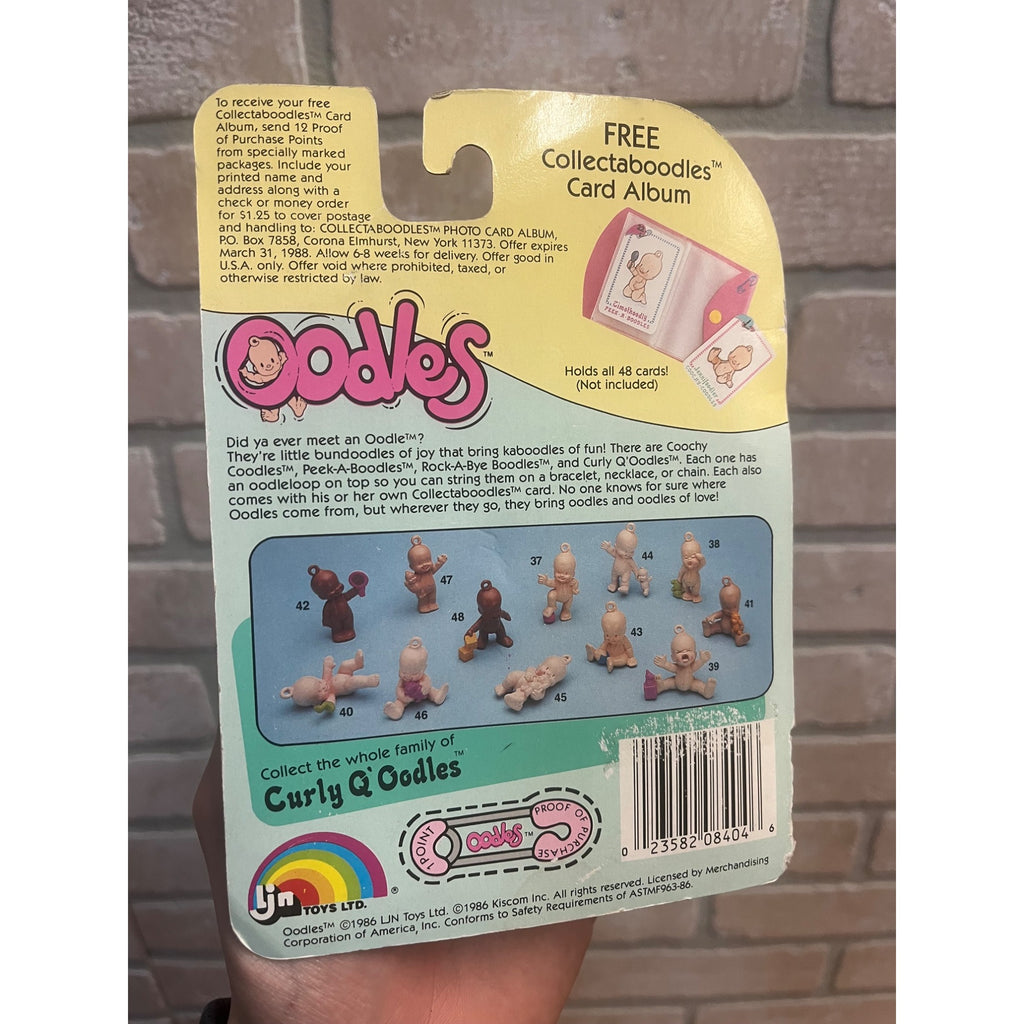 To receive your free
Collectaboodles™ Card
Album, send 12 Proof
of Purchase Points
from specially marked
packages. Include your
printed name and
address along with a
check or money order
for $1.25 to cover postage
and handling to: COLLECTABOODLES™ PHOTO CARD ALBUM,
P.O. Box 7858, Corona Elmhurst, New York 11373. Offer expires
March 31, 1988. Allow 6-8 weeks for delivery. Offer good in
U.S.A. only. Offer void where prohibited, taxed, or
otherwise restricted by law.
FREE
Collectaboodles™
Card Album
PEEK-A-BOODLES
Holds all 48 cards!
(Not included)
Oodles™
Did ya ever meet an Oodle™?
They're little bundoodles of joy that bring kaboodles of fun! There are Coochy
Coodles™, Peek-A-Boodles™, Rock-A-Bye Boodles™, and Curly Q'Oodles™. Each one has
an oodleloop on top so you can string them on a bracelet, necklace, or chain. Each also
comes with his or her own Collectaboodles™ card. No one knows for sure where
Oodles come from, but wherever they go, they bring oodles and oodles of love!
42
47
48
37
44
38
41
43
39
40
46
45
Collect the whole family of
Curly Q'Oodles™
1 POINT
Oodles™
PROOF OF PURCHASE
0 23582 08404 6
LJN
TOYS LTD.®
Oodles™ ©1986 LJN Toys Ltd. ©1986 Kiscom Inc. All rights reserved. Licensed by Merchandising
Corporation of America, Inc. Conforms to Safety Requirements of ASTMF963-86.